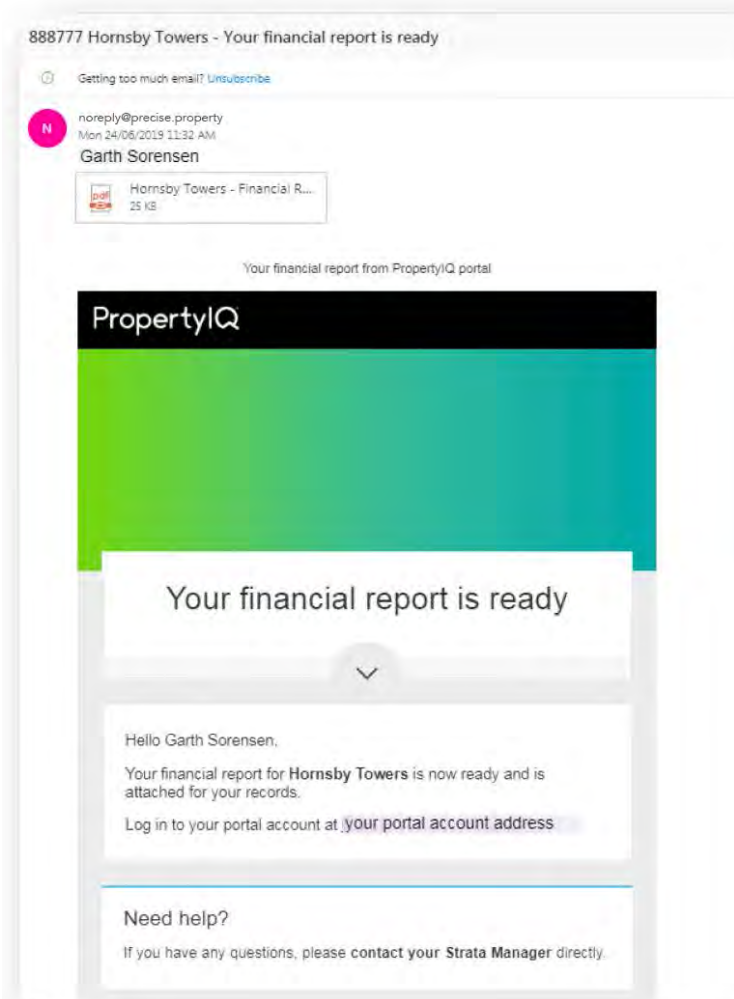 888777 Hornsby Towers - Your financial report is ready
Getting too much email? Unsubscribe
N
noreply@precise.property
Mon 24/06/2019 11:32 AM
Garth Sorensen
pdf
Hornsby Towers - Financial R...
25 KB
Your financial report from PropertyIQ portal
PropertyIQ
Your financial report is ready
Hello Garth Sorensen,
Your financial report for Hornsby Towers is now ready and is
attached for your records.
Log in to your portal account at your portal account address
Need help?
If you have any questions, please contact your Strata Manager directly.